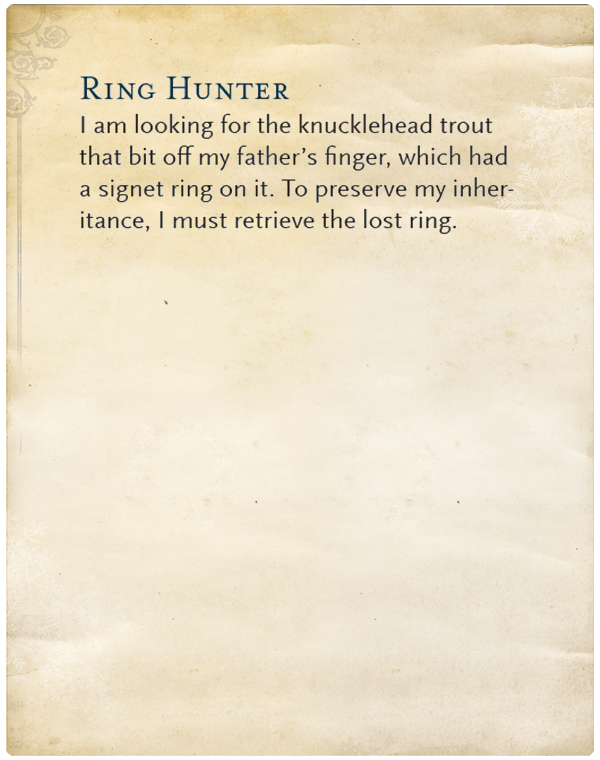 Ring Hunter
I am looking for the knucklehead trout
that bit off my father’s finger, which had
a signet ring on it. To preserve my inher-
itance, I must retrieve the lost ring.